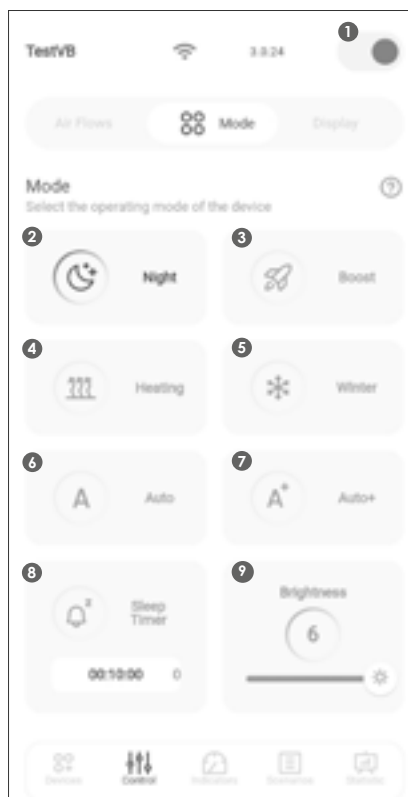 1
TestVB 3.0.24
Air Flows Mode Display
Mode
Select the operating mode of the device
2 Night 3 Boost
4 Heating 5 Winter
6 A Auto 7 A+ Auto+
8 9
Brightness
Sleep
Timer
6
00:10:00 0
Devices Control Indicators Scenarios Statistic